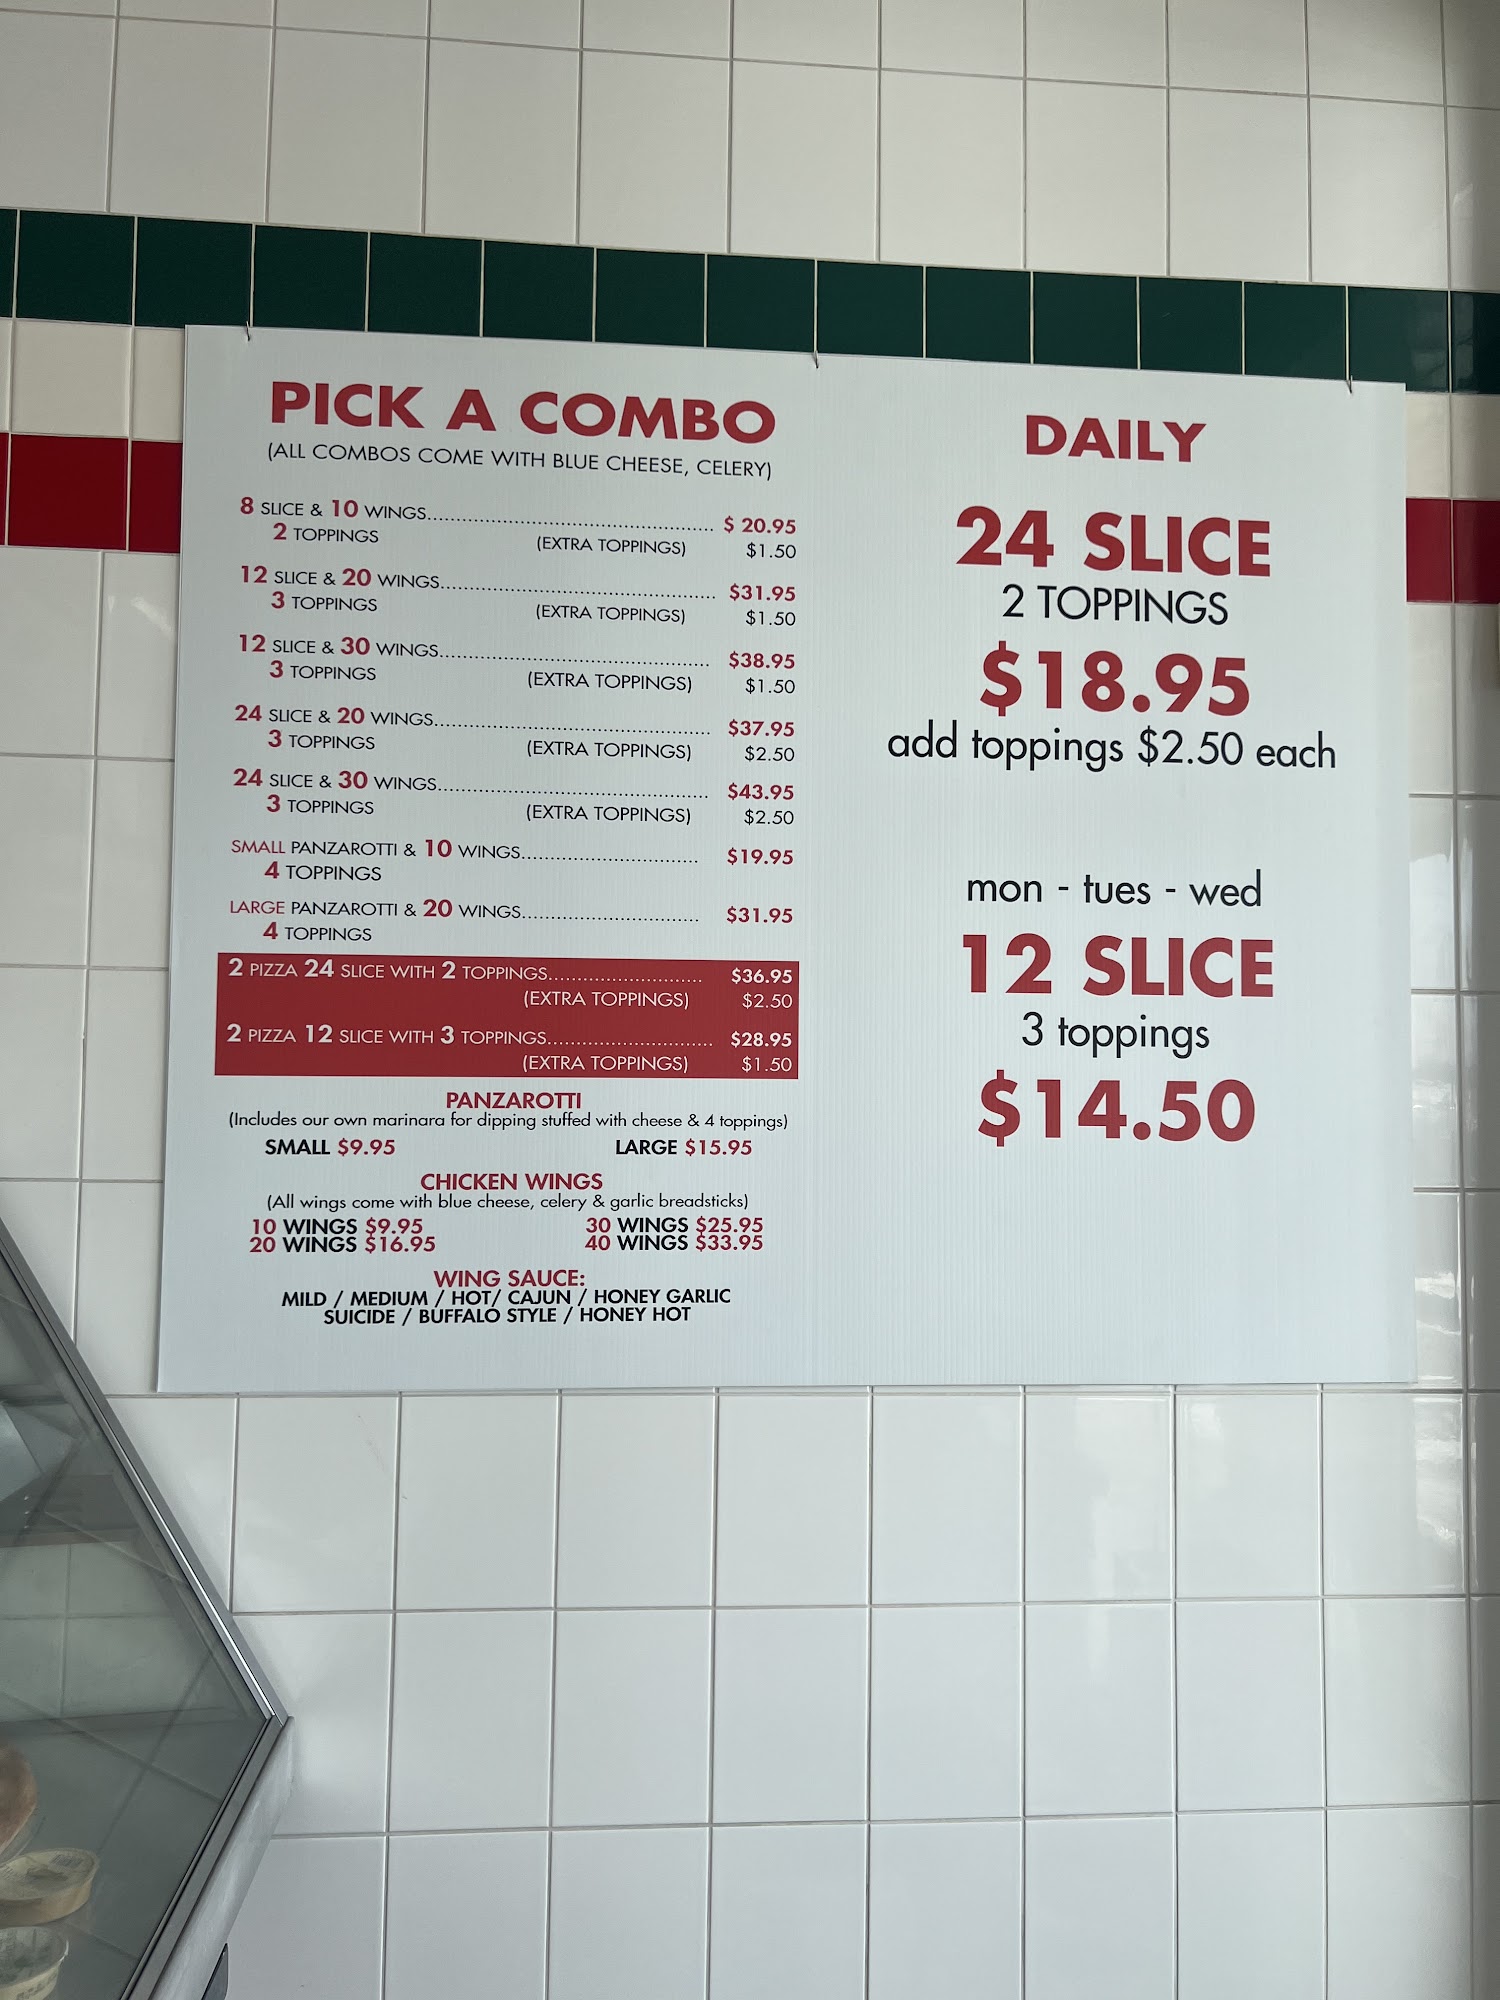 PICK A COMBO
(ALL COMBOS COME WITH BLUE CHEESE, CELERY)
8 SLICE & 10 WINGS........................................ $ 20.95
2 TOPPINGS (EXTRA TOPPINGS) $1.50
12 SLICE & 20 WINGS........................................ $31.95
3 TOPPINGS (EXTRA TOPPINGS) $1.50
12 SLICE & 30 WINGS....................................... $38.95
3 TOPPINGS (EXTRA TOPPINGS) $1.50
24 SLICE & 20 WINGS........................................ $37.95
3 TOPPINGS (EXTRA TOPPINGS) $2.50
24 SLICE & 30 WINGS....................................... $43.95
3 TOPPINGS (EXTRA TOPPINGS) $2.50
SMALL PANZAROTTI & 10 WINGS......................... $19.95
4 TOPPINGS
LARGE PANZAROTTI & 20 WINGS......................... $31.95
4 TOPPINGS
2 PIZZA 24 SLICE WITH 2 TOPPINGS...................... $36.95
(EXTRA TOPPINGS) $2.50
2 PIZZA 12 SLICE WITH 3 TOPPINGS........................ $28.95
(EXTRA TOPPINGS) $1.50
PANZAROTTI
(Includes our own marinara for dipping stuffed with cheese & 4 toppings)
SMALL $9.95 LARGE $15.95
CHICKEN WINGS
(All wings come with blue cheese, celery & garlic breadsticks)
10 WINGS $9.95 30 WINGS $25.95
20 WINGS $16.95 40 WINGS $33.95
WING SAUCE:
MILD / MEDIUM / HOT/ CAJUN / HONEY GARLIC
SUICIDE / BUFFALO STYLE / HONEY HOT
DAILY
24 SLICE
2 TOPPINGS
$18.95
add toppings $2.50 each
mon - tues - wed
12 SLICE
3 toppings
$14.50